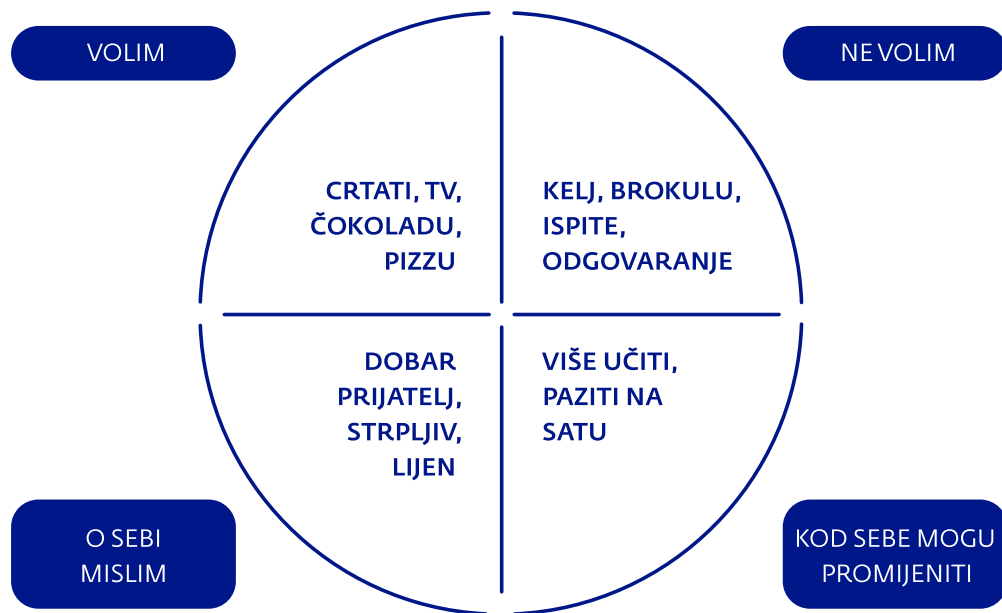 VOLIM
NE VOLIM
CRTATI, TV,
ČOKOLADU,
PIZZU
KELJ, BROKULU,
ISPITE,
ODGOVARANJE
DOBAR
PRIJATELJ,
STRPLJIV,
LIJEN
VIŠE UČITI,
PAZITI NA
SATU
O SEBI
MISLIM
KOD SEBE MOGU
PROMIJENITI